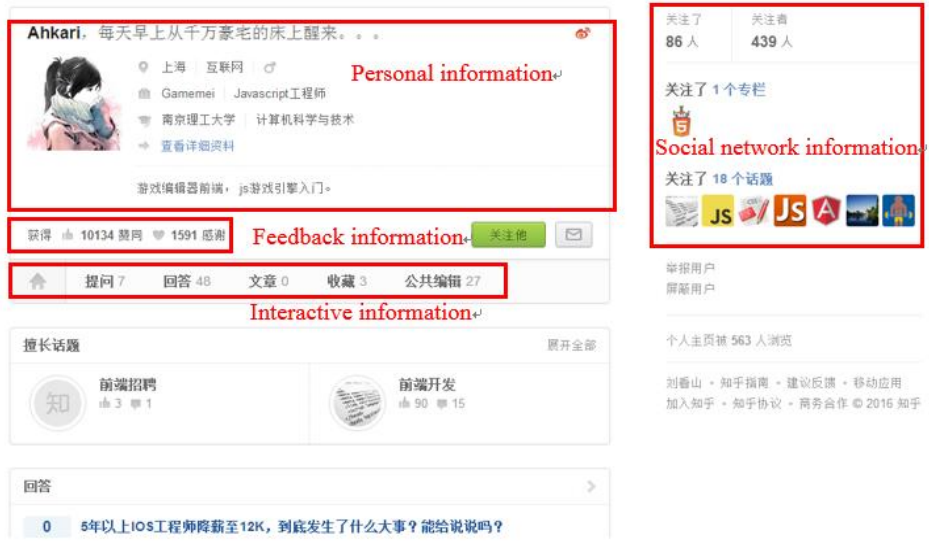 Ahkari，每天早上从千万豪宅的床上醒来。。。
上海 互联网
Personal information
Gamemei Javascript工程师
南京理工大学 计算机科学与技术
查看详细资料
游戏编辑器前端，js游戏引擎入门。
获得 10134 赞同 1591 感谢
Feedback information
关注他
提问 7 回答 48 文章 0 收藏 3 公共编辑 27
Interactive information
擅长话题 展开全部
知
前端招聘
3 1
前端开发
90 15
回答
0 5年以上IOS工程师降薪至12K，到底发生了什么大事？能给说说吗？
关注了 关注者
86 人 439 人
关注了 1 个专栏
5
Social network information
关注了 18 个话题
JS JS A
举报用户
屏蔽用户
个人主页被 563 人浏览
刘看山 · 知乎指南 · 建议反馈 · 移动应用
加入知乎 · 知乎协议 · 商务合作 © 2016 知乎